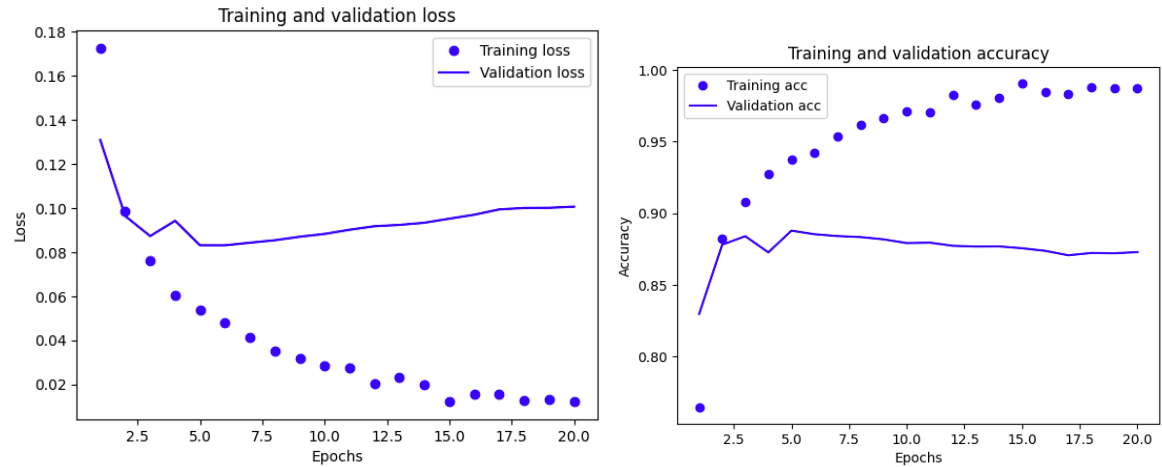 Training and validation loss
0.18
0.16
0.14
0.12
0.10
0.08
0.06
0.04
0.02
Loss
Training loss
Validation loss
2.5 5.0 7.5 10.0 12.5 15.0 17.5 20.0
Epochs
Training and validation accuracy
1.00
0.95
0.90
0.85
0.80
Accuracy
Training acc
Validation acc
2.5 5.0 7.5 10.0 12.5 15.0 17.5 20.0
Epochs